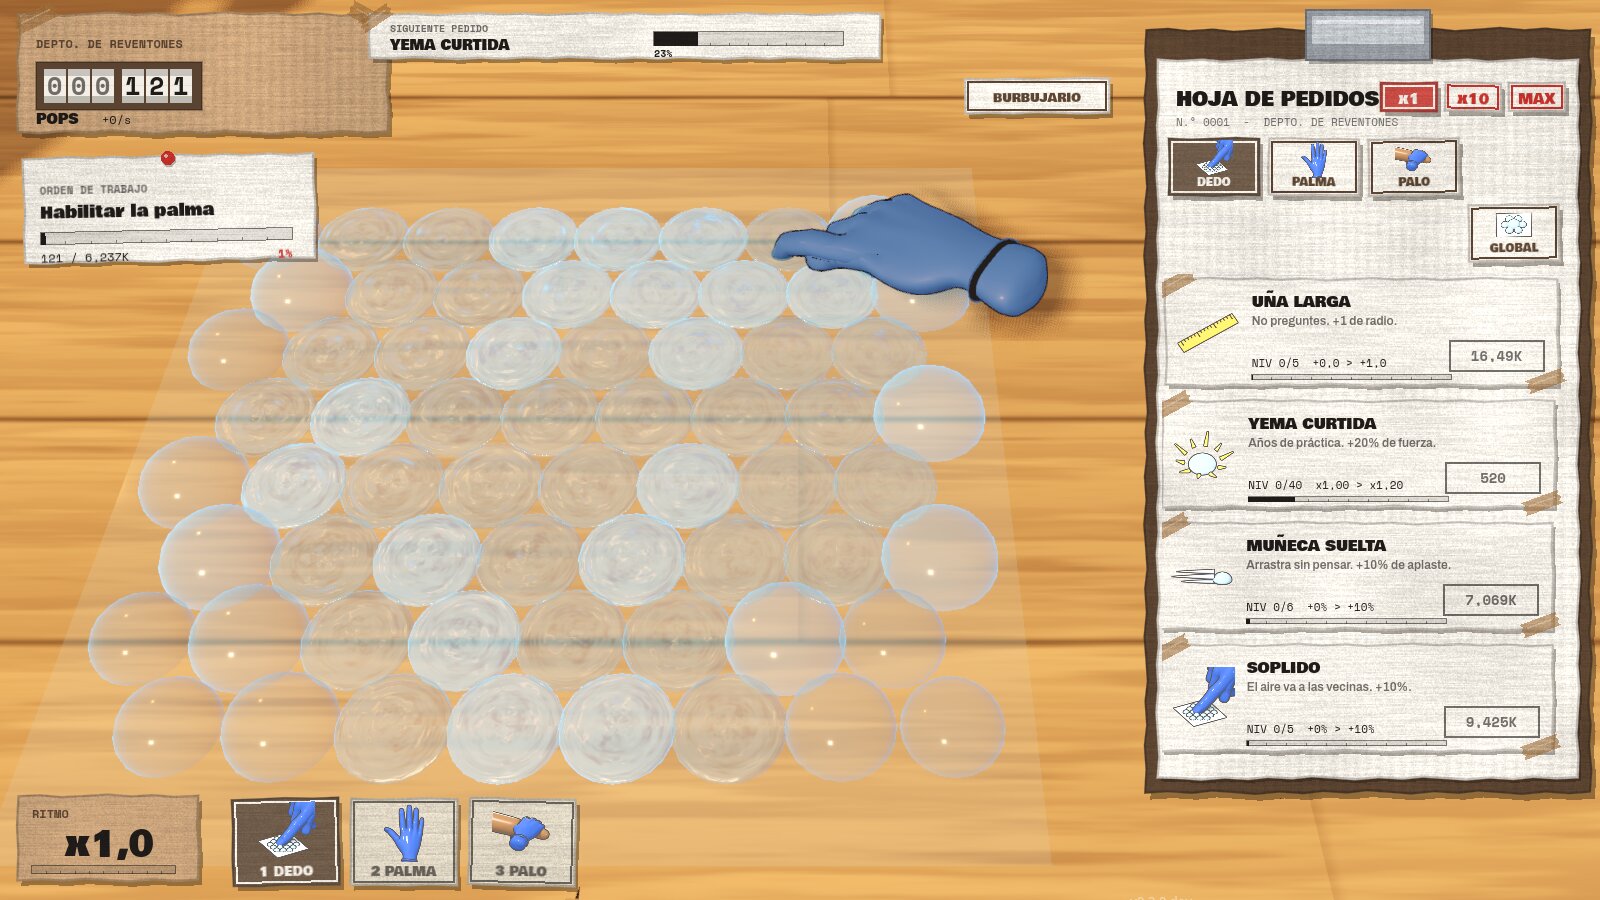 DEPTO. DE REVENTONES
000121
POPS +0/s
SIGUIENTE PEDIDO
YEMA CURTIDA
23%
BURBUJARIO
ORDEN DE TRABAJO
Habilitar la palma
1%
121 / 6,237K
HOJA DE PEDIDOS
x1
x10
MAX
N.° 0001 - DEPTO. DE REVENTONES
DEDO
PALMA
PALO
GLOBAL
UÑA LARGA
No preguntes. +1 de radio.
NIV 0/5 +0,0 > +1,0
16,49K
YEMA CURTIDA
Años de práctica. +20% de fuerza.
NIV 0/40 x1,00 > x1,20
520
MUÑECA SUELTA
Arrastra sin pensar. +10% de aplaste.
NIV 0/6 +0% > +10%
7,069K
SOPLIDO
El aire va a las vecinas. +10%.
NIV 0/5 +0% > +10%
9,425K
RITMO
x1,0
1 DEDO
2 PALMA
3 PALO